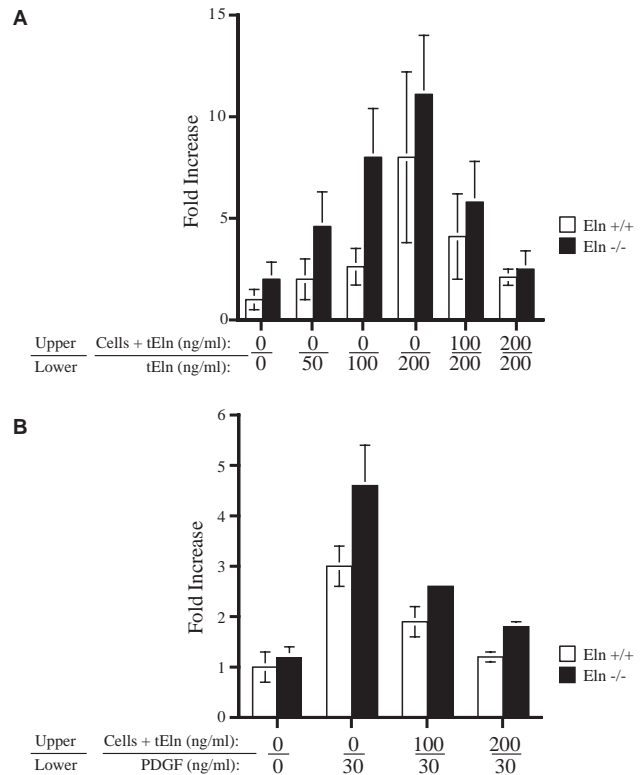 A
15
10
5
0
Fold Increase
Eln +/+
Eln -/-
Upper Cells + tEln (ng/ml): 0 0 0 0 100 200
Lower tEln (ng/ml): 0 50 100 200 200 200
B
6
5
4
3
2
1
0
Fold Increase
Eln +/+
Eln -/-
Upper Cells + tEln (ng/ml): 0 0 100 200
Lower PDGF (ng/ml): 0 30 30 30